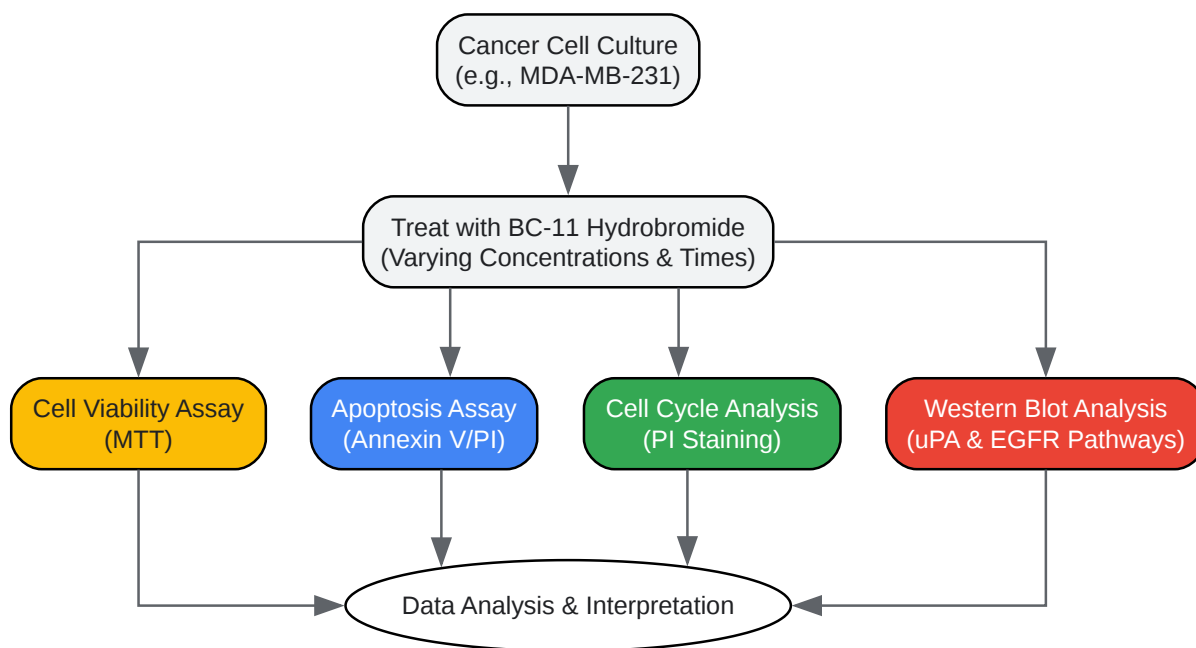 Cancer Cell Culture
(e.g., MDA-MB-231)
Treat with BC-11 Hydrobromide
(Varying Concentrations & Times)
Cell Viability Assay
(MTT)
Apoptosis Assay
(Annexin V/PI)
Cell Cycle Analysis
(PI Staining)
Western Blot Analysis
(uPA & EGFR Pathways)
Data Analysis & Interpretation